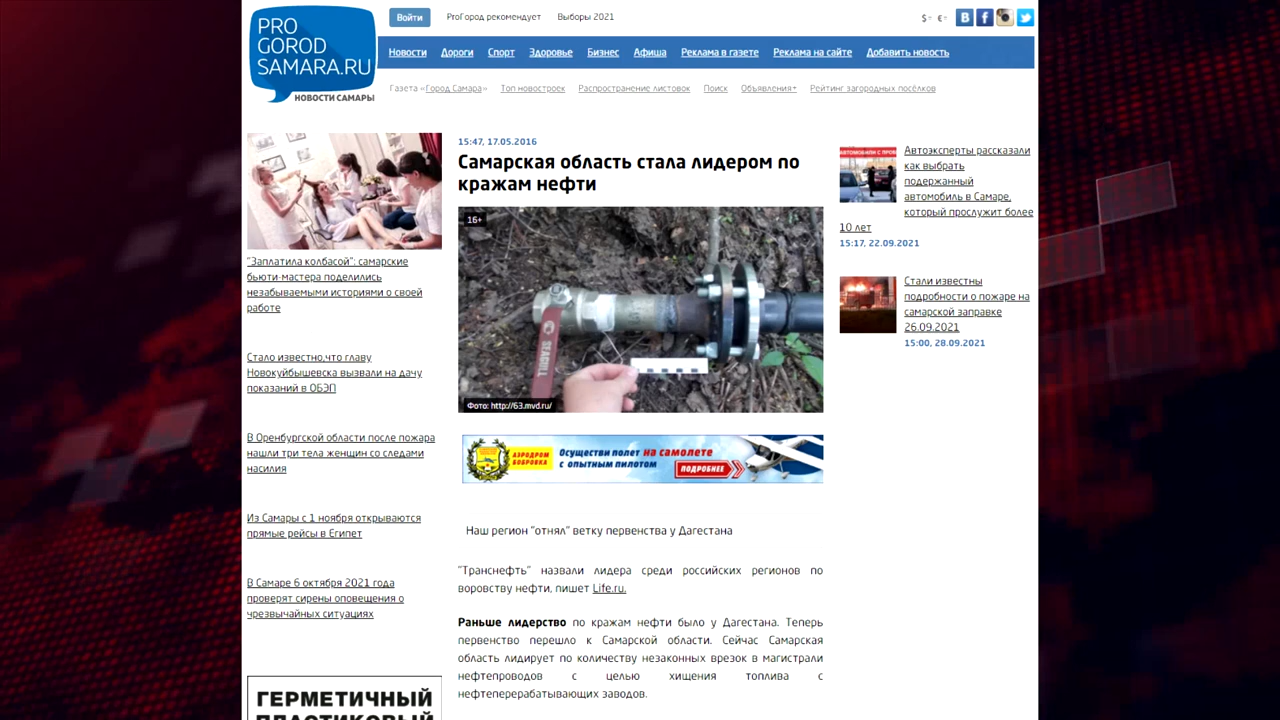 PRO
GOROD
SAMARA.RU
НОВОСТИ САМАРЫ
Войти
ProГород рекомендует
Выборы 2021
$ - € -
Новости Дороги Спорт Здоровье Бизнес Афиша Реклама в газете Реклама на сайте Добавить новость
Газета «Город Самара» Топ новостроек Распространение листовок Поиск Объявления Рейтинг загородных посёлков
"Заплатила колбасой": самарские
бьюти-мастера поделились
незабываемыми историями о своей
работе
Стало известно,что главу
Новокуйбышевска вызвали на дачу
показаний в ОБЭП
В Оренбургской области после пожара
нашли три тела женщин со следами
насилия
Из Самары с 1 ноября открываются
прямые рейсы в Египет
В Самаре 6 октября 2021 года
проверят сирены оповещения о
чрезвычайных ситуациях
ГЕРМЕТИЧНЫЙ
ПЛАСТИКОВЫЙ
15:47, 17.05.2016
Самарская область стала лидером по
кражам нефти
16+
SEAGULL
Фото: http://63.mvd.ru/
АЭРОДРОМ
БОБРОВКА
Осуществи полет на самолете
с опытным пилотом
ПОДРОБНЕЕ
Наш регион "отнял" ветку первенства у Дагестана
"Транснефть" назвали лидера среди российских регионов по
воровству нефти, пишет Life.ru.
Раньше лидерство по кражам нефти было у Дагестана. Теперь
первенство перешло к Самарской области. Сейчас Самарская
область лидирует по количеству незаконных врезок в магистрали
нефтепроводов с целью хищения топлива с
нефтеперерабатывающих заводов.
Автоэксперты рассказали
как выбрать
подержанный
автомобиль в Самаре,
который прослужит более
10 лет
15:17, 22.09.2021
Стали известны
подробности о пожаре на
самарской заправке
26.09.2021
15:00, 28.09.2021